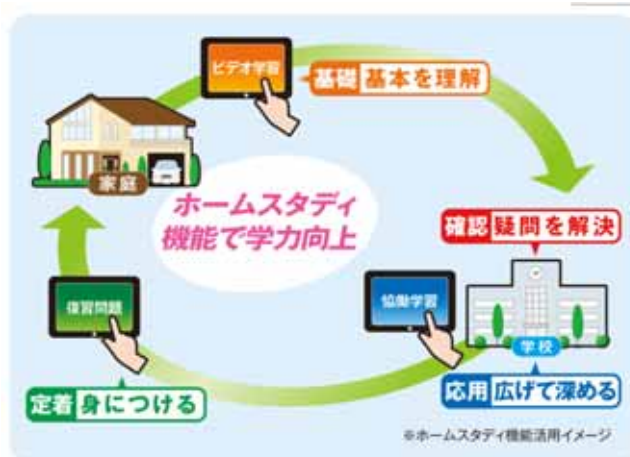 ビデオ学習
基礎 基本を理解
家庭
ホームスタディ
機能で学力向上
確認 疑問を解決
復習問題
協働学習
学校
定着 身につける
応用 広げて深める
※ホームスタディ機能活用イメージ